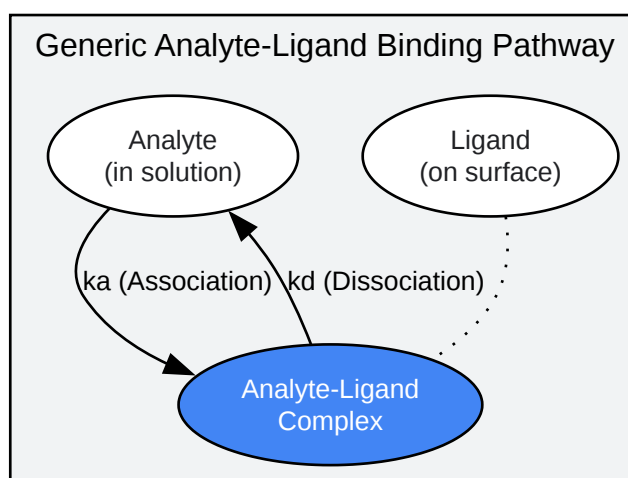 Generic Analyte-Ligand Binding Pathway
Analyte
(in solution)
Ligand
(on surface)
ka (Association)
kd (Dissociation)
Analyte-Ligand
Complex